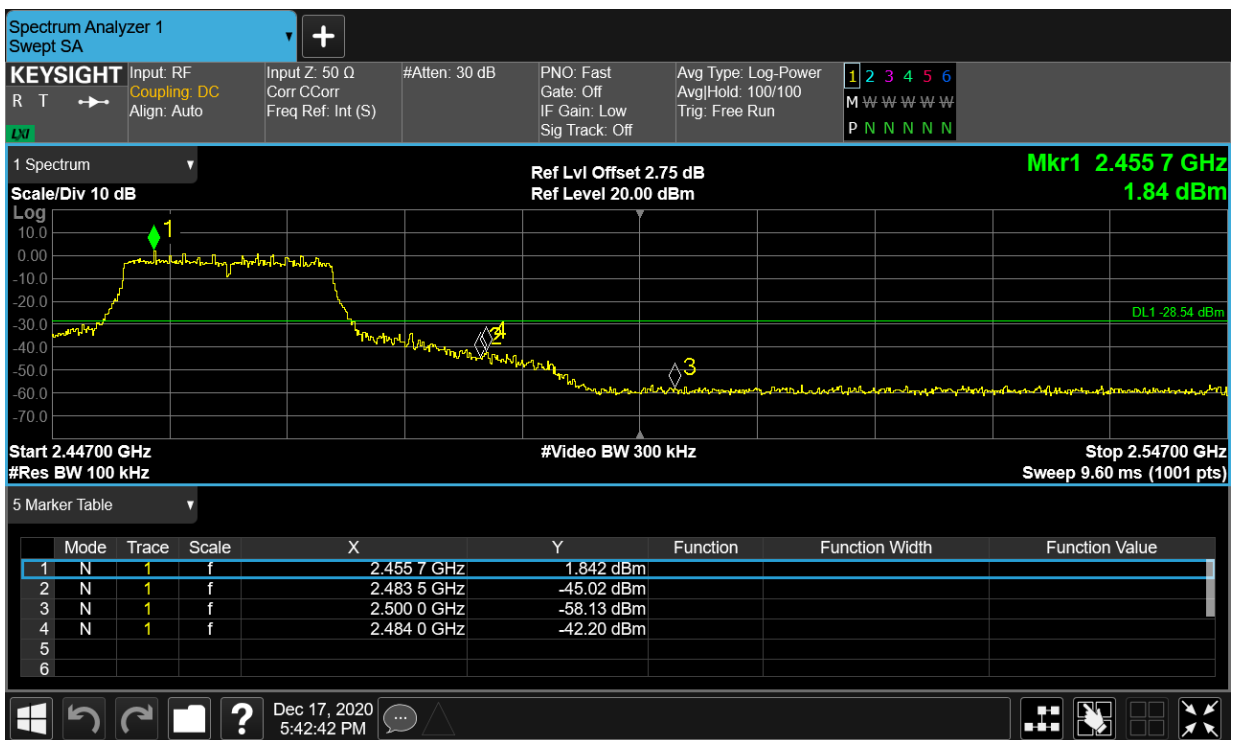 Spectrum Analyzer 1
Swept SA
KEYSIGHT Input: RF Input Z: 50 Ω #Atten: 30 dB PNO: Fast Avg Type: Log-Power 1 2 3 4 5 6
R T Coupling: DC Corr CCorr Gate: Off Avg|Hold: 100/100 M W W W W W
Align: Auto Freq Ref: Int (S) IF Gain: Low Trig: Free Run
LXI Sig Track: Off P N N N N N
1 Spectrum Ref Lvl Offset 2.75 dB Mkr1 2.455 7 GHz
Scale/Div 10 dB Ref Level 20.00 dBm 1.84 dBm
Log
1
10.0
0.00
-10.0
-20.0
DL1 -28.54 dBm
-30.0
2 4
-40.0
3
-50.0
-60.0
-70.0
Start 2.44700 GHz #Video BW 300 kHz Stop 2.54700 GHz
#Res BW 100 kHz Sweep 9.60 ms (1001 pts)
5 Marker Table
Mode Trace Scale X Y Function Function Width Function Value
1 N 1 f 2.455 7 GHz 1.842 dBm
2 N 1 f 2.483 5 GHz -45.02 dBm
3 N 1 f 2.500 0 GHz -58.13 dBm
4 N 1 f 2.484 0 GHz -42.20 dBm
5
6
? Dec 17, 2020
5:42:42 PM